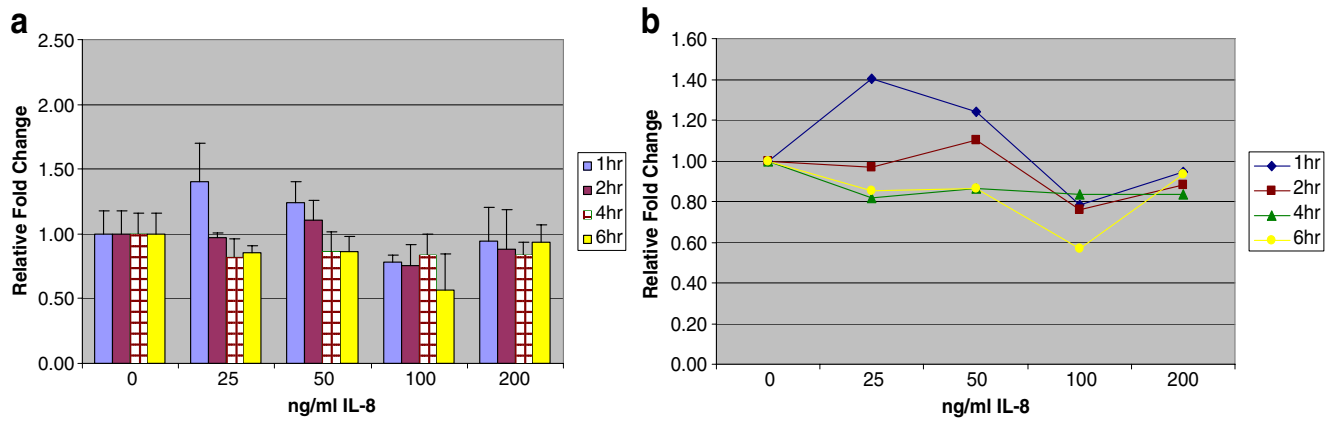 a
2.50
2.00
1.50
1.00
0.50
0.00
Relative Fold Change
0 25 50 100 200
ng/ml IL-8
1hr
2hr
4hr
6hr
b
1.60
1.40
1.20
1.00
0.80
0.60
0.40
0.20
0.00
Relative Fold Change
0 25 50 100 200
ng/ml IL-8
1hr
2hr
4hr
6hr